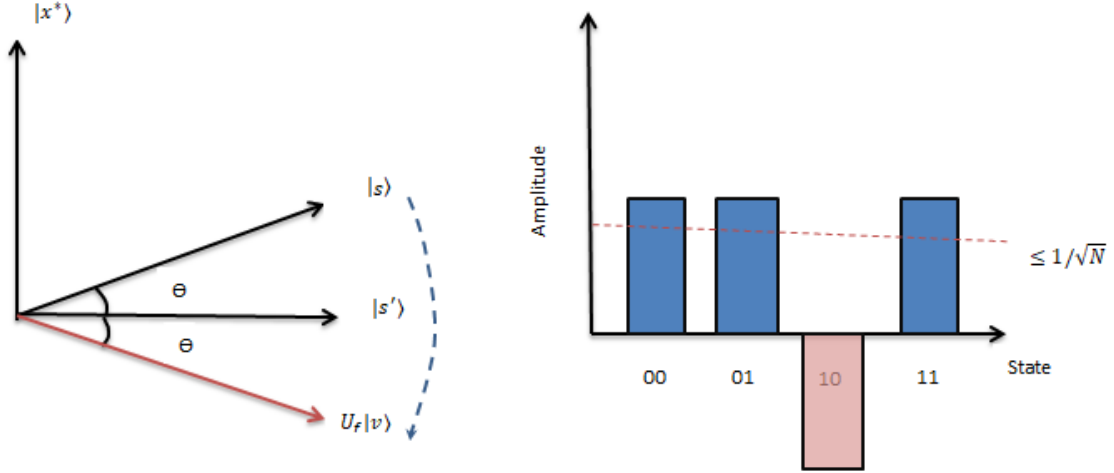 |x*⟩
|s⟩
ɵ
|s′⟩
ɵ
U_f|v⟩
Amplitude
≤ 1/√N
00
01
10
11
State